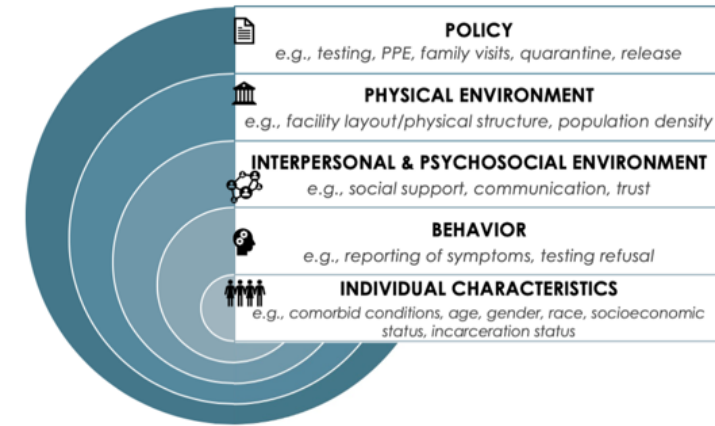 POLICY
e.g., testing, PPE, family visits, quarantine, release
PHYSICAL ENVIRONMENT
e.g., facility layout/physical structure, population density
INTERPERSONAL & PSYCHOSOCIAL ENVIRONMENT
e.g., social support, communication, trust
BEHAVIOR
e.g., reporting of symptoms, testing refusal
INDIVIDUAL CHARACTERISTICS
e.g., comorbid conditions, age, gender, race, socioeconomic
status, incarceration status